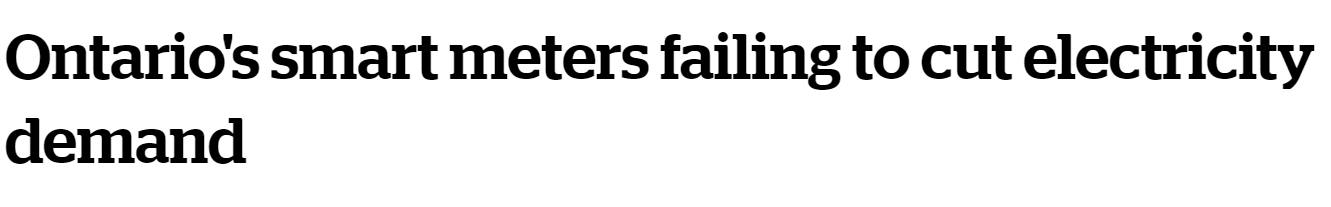 Ontario's smart meters failing to cut electricity
demand